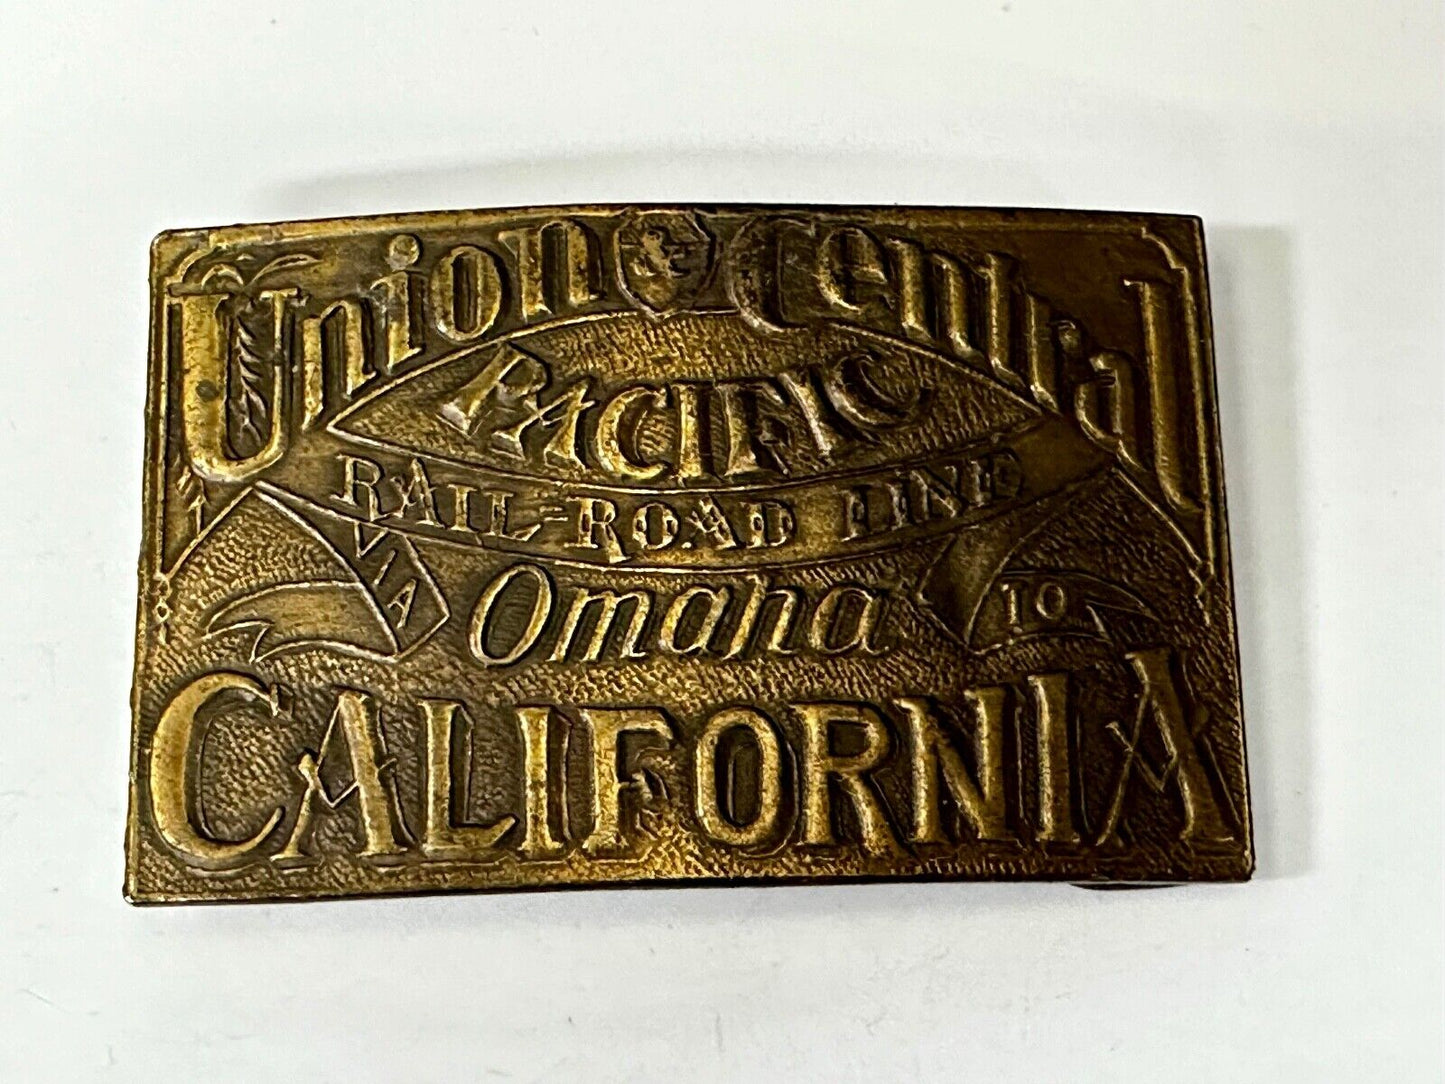 Union & Central
PACIFIC
RAIL-ROAD LINE
VIA Omaha TO
CALIFORNIA